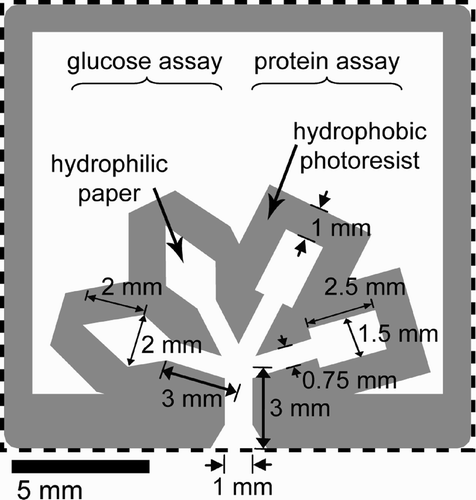 glucose assay protein assay
hydrophobic
photoresist
hydrophilic
paper
1 mm
2 mm
2.5 mm
2 mm
1.5 mm
0.75 mm
3 mm
3 mm
5 mm
1 mm